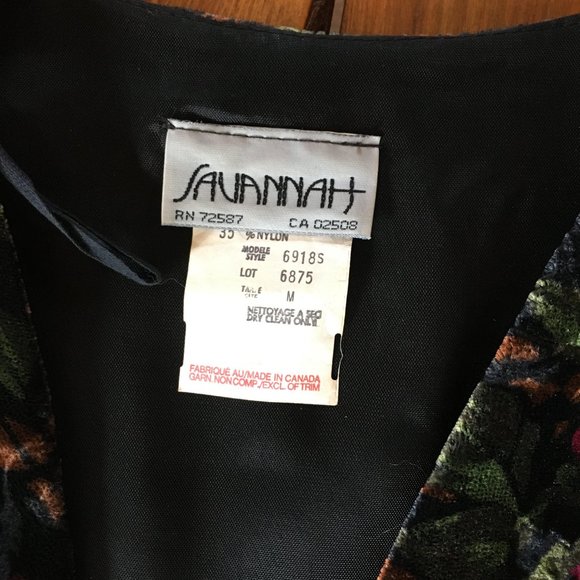 SAVANNAH
RN 72587 CA 02508
35 % NYLON
MODELE
STYLE 6918S
LOT 6875
TAILLE
SIZE M
NETTOYAGE A SEC
DRY CLEAN ONLY
FABRIQUÉ AU/MADE IN CANADA
GARN. NON COMP./EXCL. OF TRIM